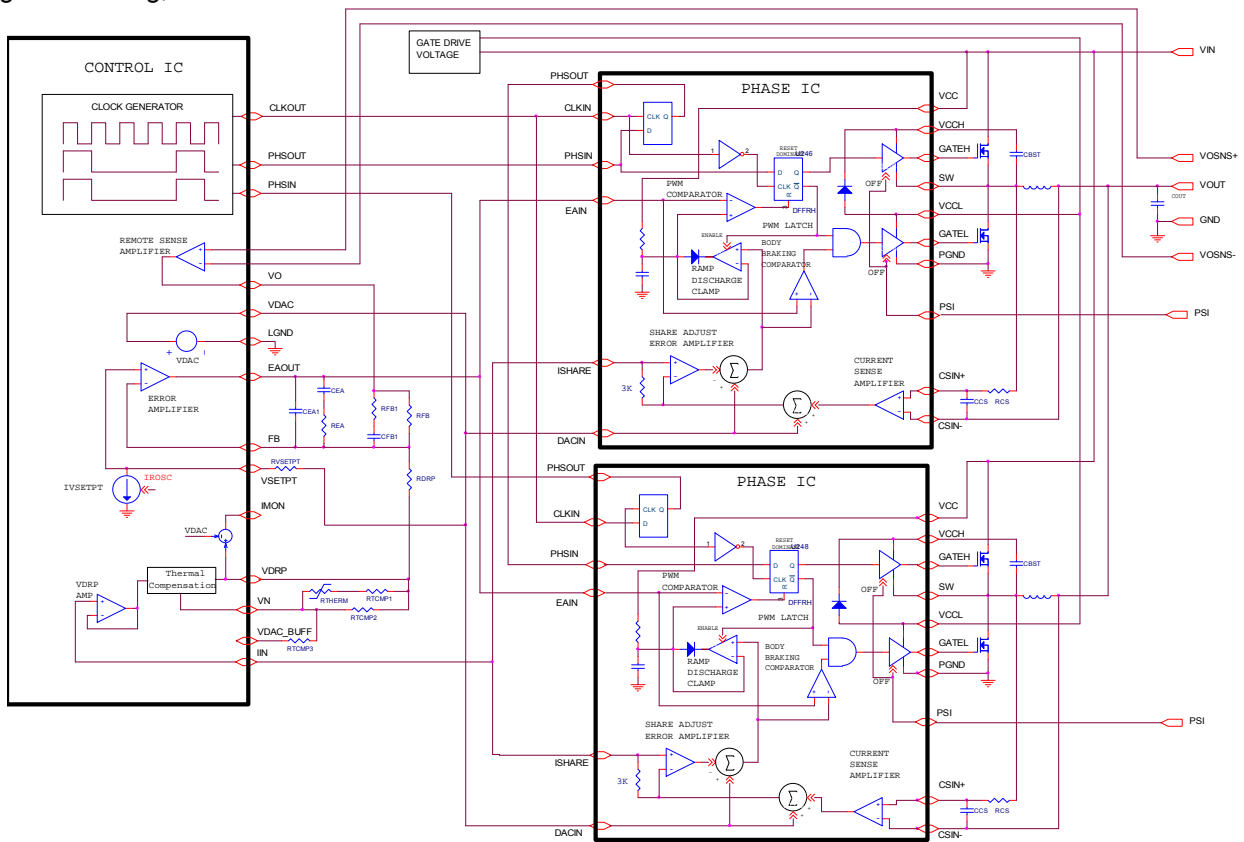 GATE DRIVE
VOLTAGE
VIN
CONTROL IC
CLOCK GENERATOR
CLKOUT
PHSOUT
PHSIN
REMOTE SENSE
AMPLIFIER
VO
VDAC
LGND
+
-
VDAC
EAOUT
ERROR
AMPLIFIER
CEA
CEA1
REA
RFB1
CFB1
RFB
FB
RVSETPT
VSETPT
RDRP
IVSETPT
IROSC
IMON
VDAC
Thermal
Compensation
VDRP
VDRP
AMP
VN
RTHERM
RTCMP1
RTCMP2
VDAC_BUFF
RTCMP3
IIN
PHSOUT
CLKIN
PHSIN
EAIN
ISHARE
DACIN
PHASE IC
CLK Q
D
1
2
RESET
DOMINANT
U246
D
Q
CLK Q
R
DFFRH
PWM
COMPARATOR
PWM LATCH
ENABLE
BODY
BRAKING
COMPARATOR
RAMP
DISCHARGE
CLAMP
OFF
OFF
SHARE ADJUST
ERROR AMPLIFIER
3K
Σ
Σ
CURRENT
SENSE
AMPLIFIER
VCC
VCCH
GATEH
SW
VCCL
GATEL
PGND
PSI
CSIN+
CSIN-
CBST
CCS
RCS
VOSNS+
VOUT
COUT
GND
VOSNS-
PSI
PHSOUT
CLKIN
PHSIN
EAIN
ISHARE
DACIN
PHASE IC
CLK Q
D
1
2
RESET
U248
D
Q
CLK Q
R
DFFRH
PWM
COMPARATOR
PWM LATCH
ENABLE
BODY
BRAKING
COMPARATOR
RAMP
DISCHARGE
CLAMP
OFF
OFF
SHARE ADJUST
ERROR AMPLIFIER
3K
Σ
Σ
CURRENT
SENSE
AMPLIFIER
VCC
VCCH
GATEH
SW
VCCL
GATEL
PGND
PSI
CSIN+
CSIN-
CBST
CCS
RCS
PSI